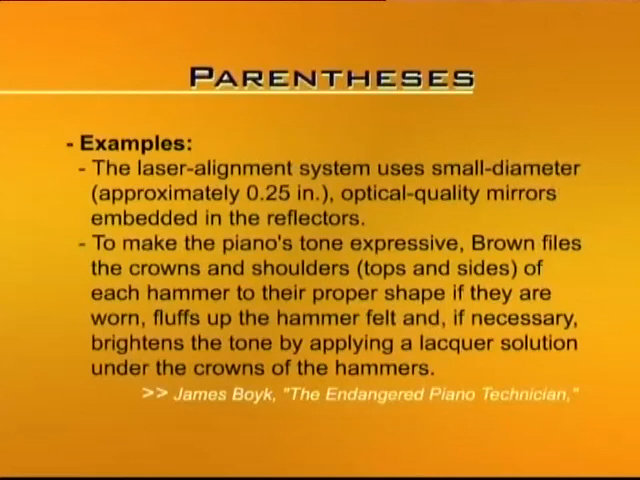 PARENTHESES
- Examples:
- The laser-alignment system uses small-diameter
(approximately 0.25 in.), optical-quality mirrors
embedded in the reflectors.
- To make the piano's tone expressive, Brown files
the crowns and shoulders (tops and sides) of
each hammer to their proper shape if they are
worn, fluffs up the hammer felt and, if necessary,
brightens the tone by applying a lacquer solution
under the crowns of the hammers.
>> James Boyk, "The Endangered Piano Technician,"